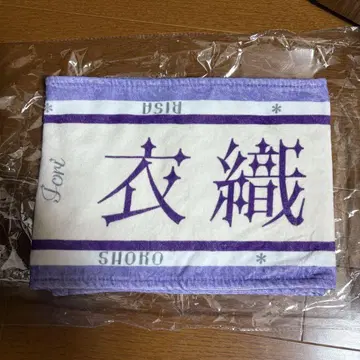 * RISA *
Iori
衣織
SHOKO *